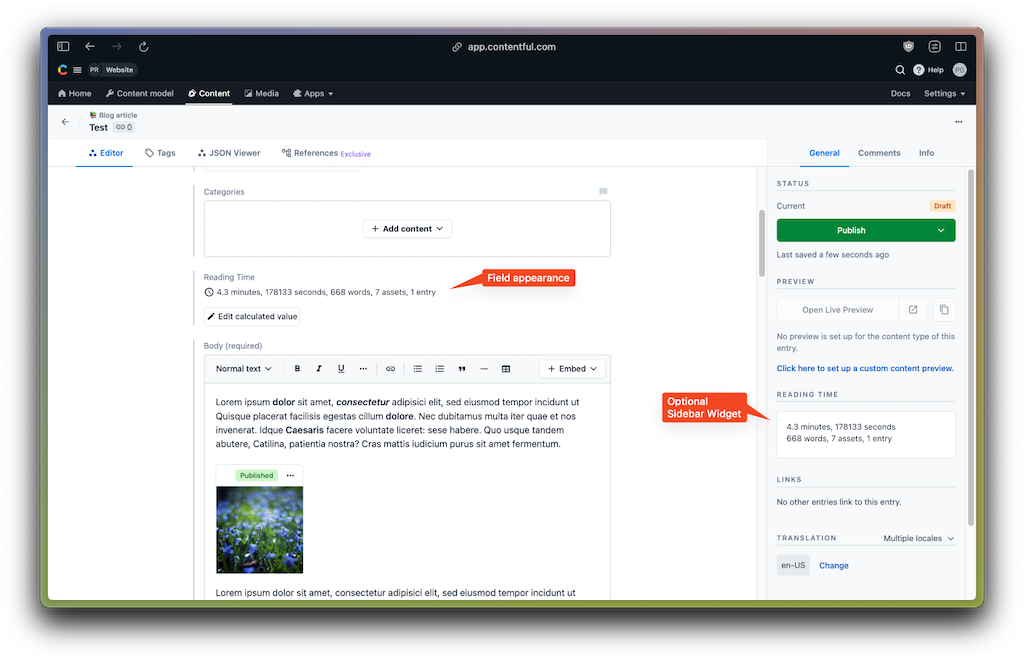 app.contentful.com
PR Website
Help PG
Home Content model Content Media Apps Docs Settings
Blog article
Test 0
Editor Tags JSON Viewer References Exclusive
General Comments Info
Categories
Add content
Reading Time
4.3 minutes, 178133 seconds, 668 words, 7 assets, 1 entry
Edit calculated value
Field appearance
Body (required)
Normal text B I U Embed
Lorem ipsum dolor sit amet, consectetur adipisici elit, sed eiusmod tempor incidunt ut
Quisque placerat facilisis egestas cillum dolore. Nec dubitamus multa iter quae et nos
invenerat. Idque Caesaris facere voluntate liceret: sese habere. Quo usque tandem
abutere, Catilina, patientia nostra? Cras mattis iudicium purus sit amet fermentum.
Published
Lorem ipsum dolor sit amet, consectetur adipisici elit, sed eiusmod tempor incidunt ut
STATUS
Current Draft
Publish
Last saved a few seconds ago
PREVIEW
Open Live Preview
No preview is set up for the content type of this
entry.
Click here to set up a custom content preview.
READING TIME
Optional
Sidebar Widget
4.3 minutes, 178133 seconds
668 words, 7 assets, 1 entry
LINKS
No other entries link to this entry.
TRANSLATION Multiple locales
en-US Change